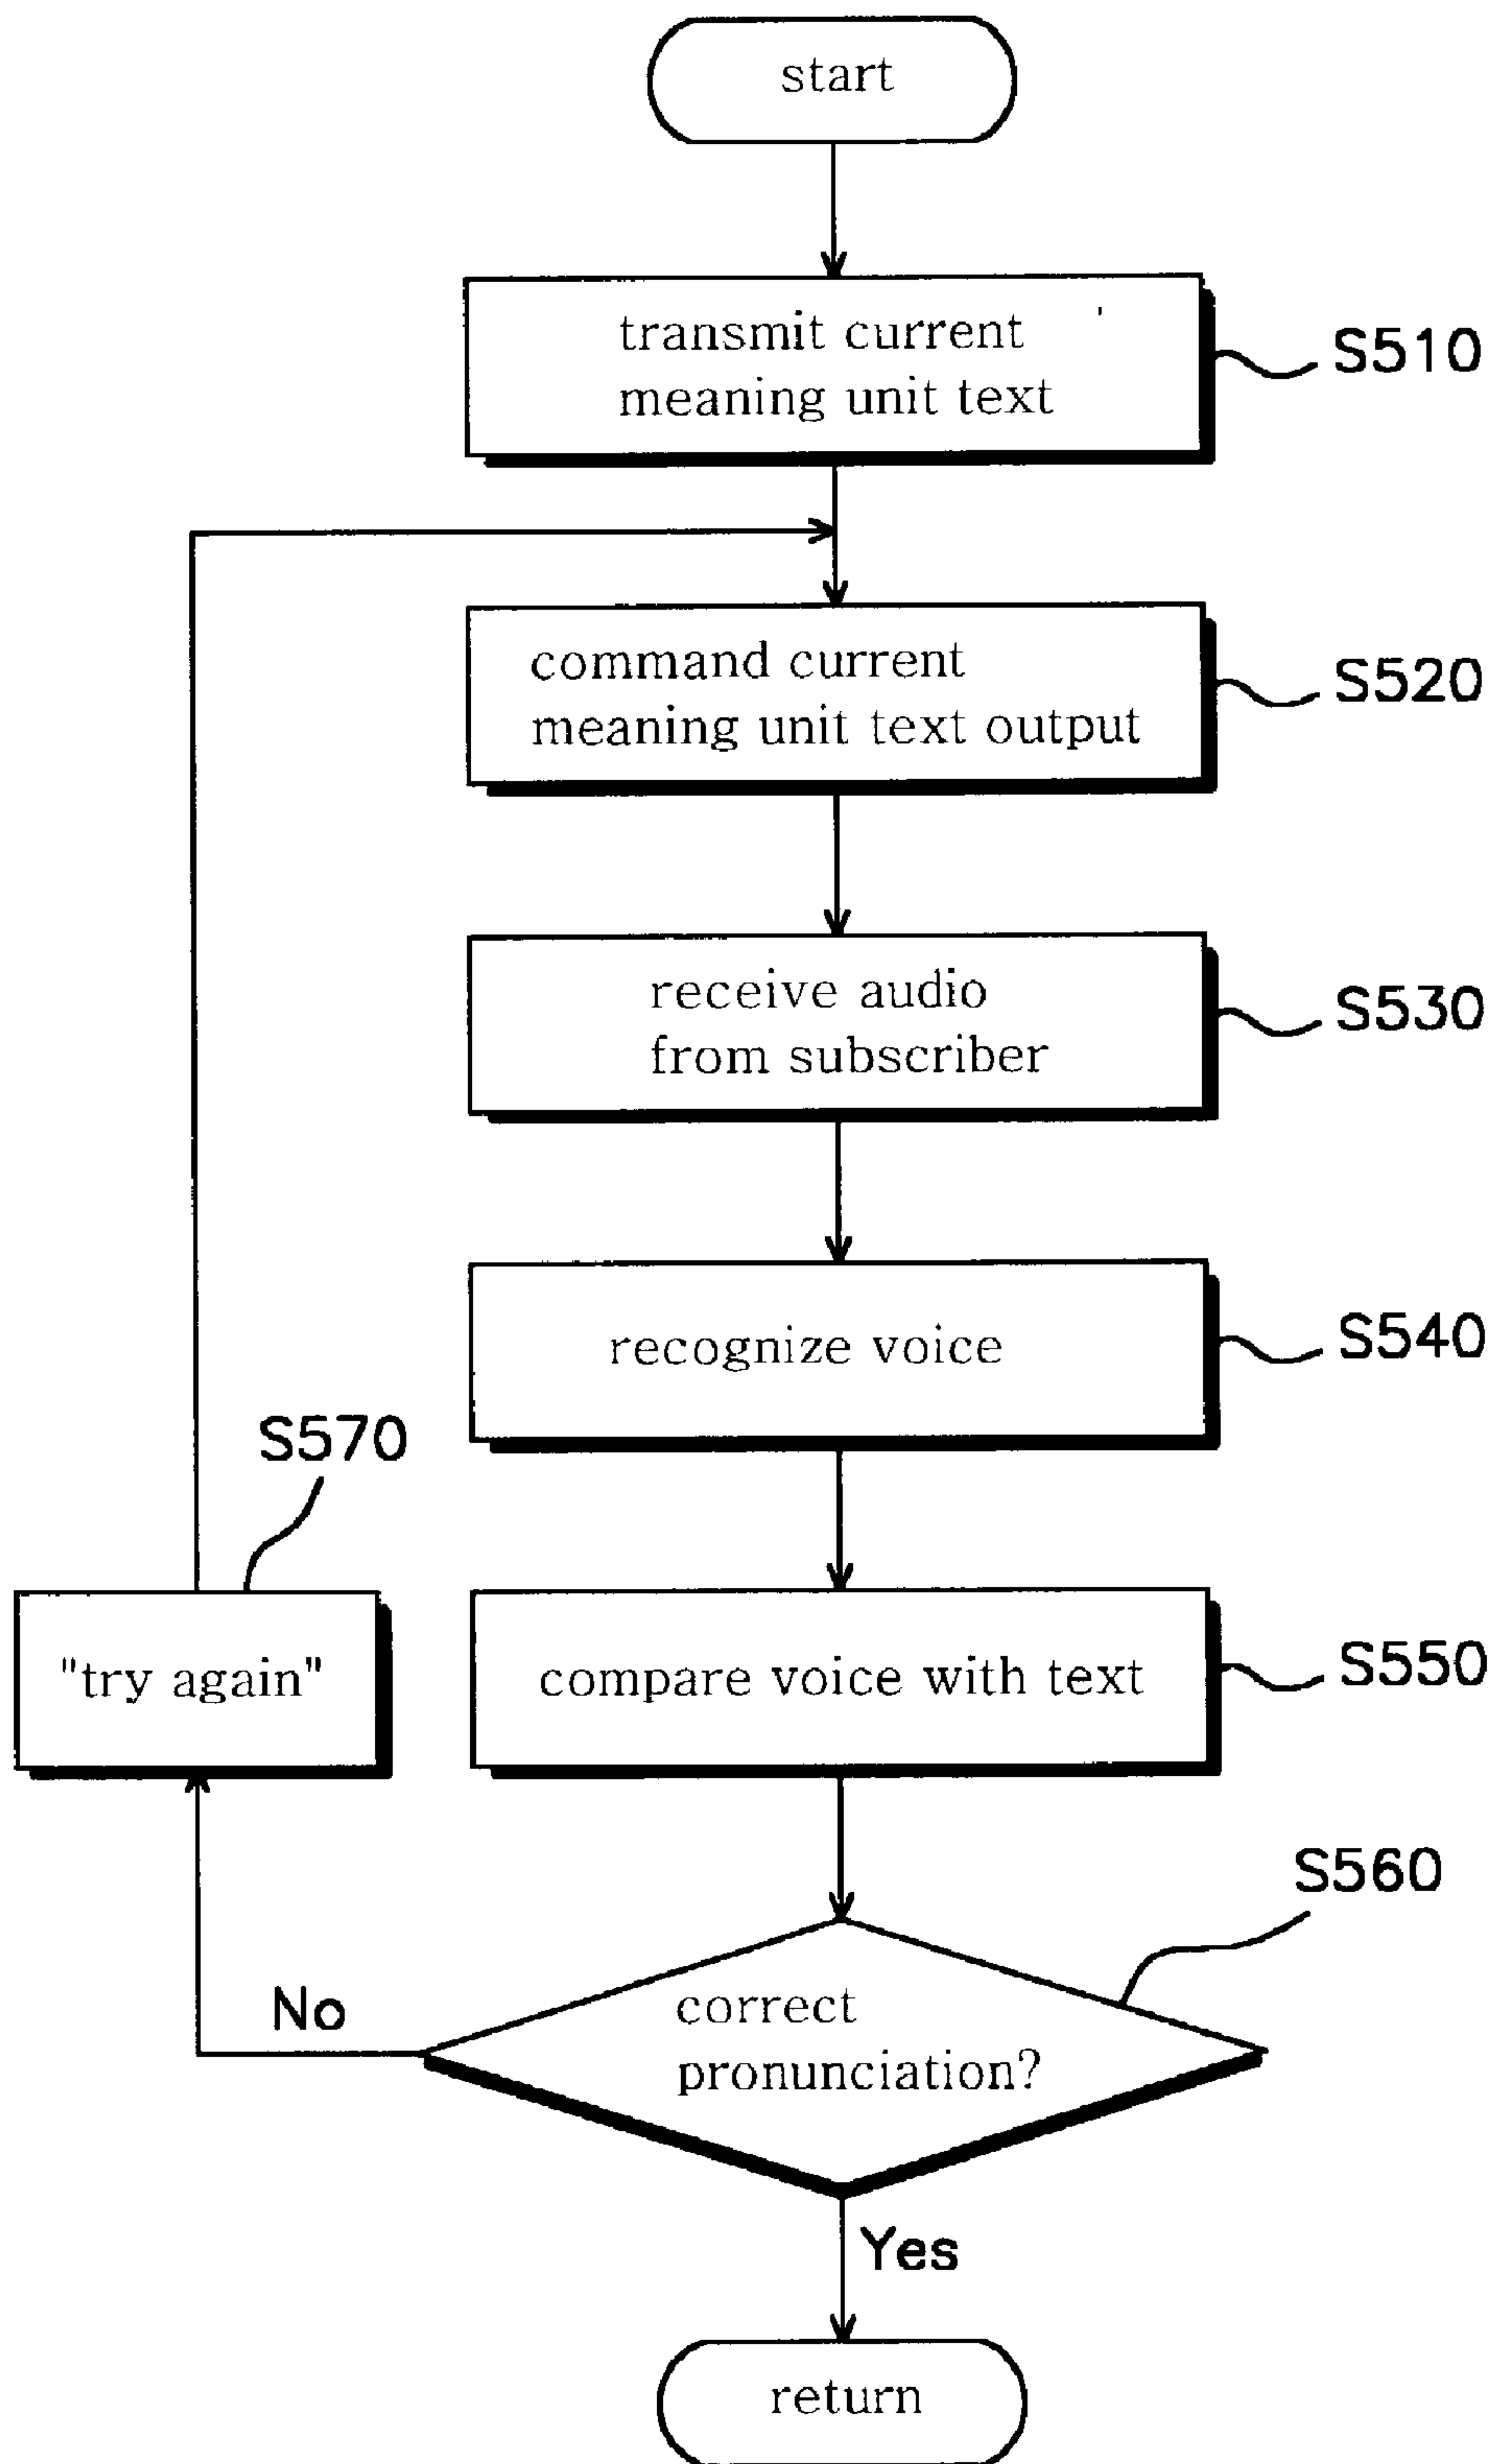 start
transmit current
meaning unit text
S510
command current
meaning unit text output
S520
receive audio
from subscriber
S530
recognize voice
S540
S570
"try again"
compare voice with text
S550
S560
correct
pronunciation?
No
Yes
return